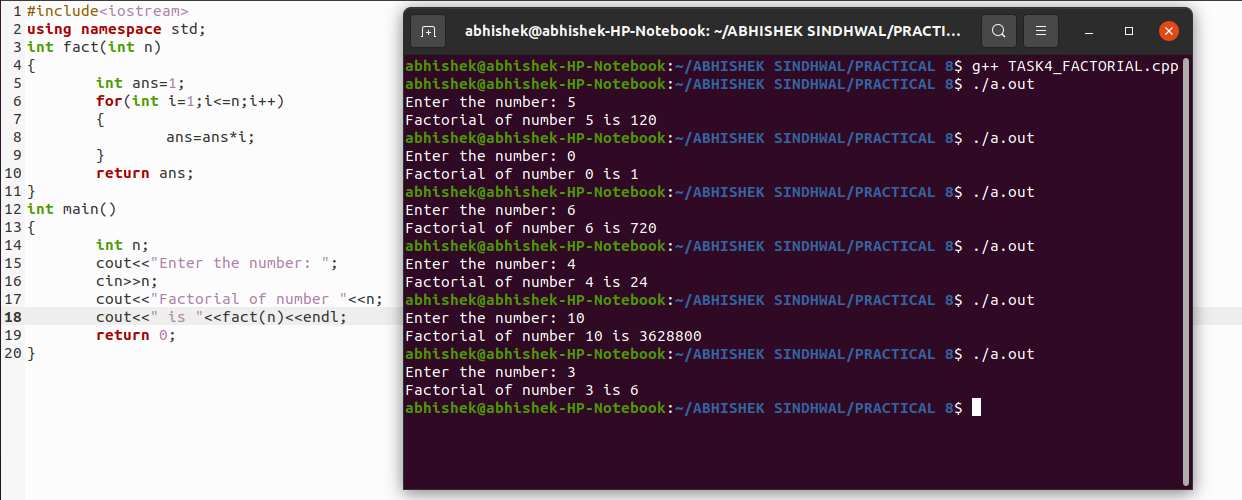 1 #include<iostream>
2 using namespace std;
3 int fact(int n)
4 {
5 int ans=1;
6 for(int i=1;i<=n;i++)
7 {
8 ans=ans*i;
9 }
10 return ans;
11 }
12 int main()
13 {
14 int n;
15 cout<<"Enter the number: ";
16 cin>>n;
17 cout<<"Factorial of number "<<n;
18 cout<<" is "<<fact(n)<<endl;
19 return 0;
20 }
abhishek@abhishek-HP-Notebook: ~/ABHISHEK SINDHWAL/PRACTI...
abhishek@abhishek-HP-Notebook:~/ABHISHEK SINDHWAL/PRACTICAL 8$ g++ TASK4_FACTORIAL.cpp
abhishek@abhishek-HP-Notebook:~/ABHISHEK SINDHWAL/PRACTICAL 8$ ./a.out
Enter the number: 5
Factorial of number 5 is 120
abhishek@abhishek-HP-Notebook:~/ABHISHEK SINDHWAL/PRACTICAL 8$ ./a.out
Enter the number: 0
Factorial of number 0 is 1
abhishek@abhishek-HP-Notebook:~/ABHISHEK SINDHWAL/PRACTICAL 8$ ./a.out
Enter the number: 6
Factorial of number 6 is 720
abhishek@abhishek-HP-Notebook:~/ABHISHEK SINDHWAL/PRACTICAL 8$ ./a.out
Enter the number: 4
Factorial of number 4 is 24
abhishek@abhishek-HP-Notebook:~/ABHISHEK SINDHWAL/PRACTICAL 8$ ./a.out
Enter the number: 10
Factorial of number 10 is 3628800
abhishek@abhishek-HP-Notebook:~/ABHISHEK SINDHWAL/PRACTICAL 8$ ./a.out
Enter the number: 3
Factorial of number 3 is 6
abhishek@abhishek-HP-Notebook:~/ABHISHEK SINDHWAL/PRACTICAL 8$